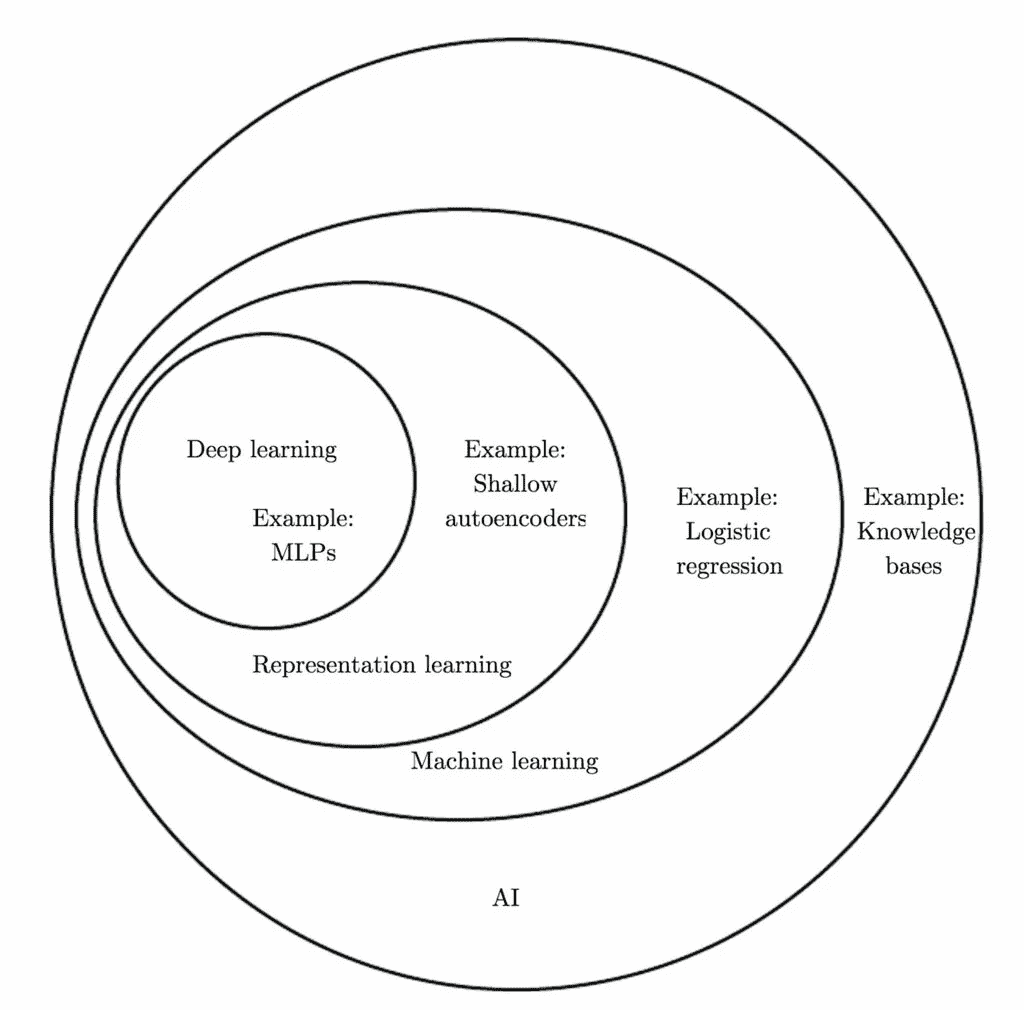 Deep learning
Example:
MLPs
Example:
Shallow
autoencoders
Example:
Logistic
regression
Example:
Knowledge
bases
Representation learning
Machine learning
AI